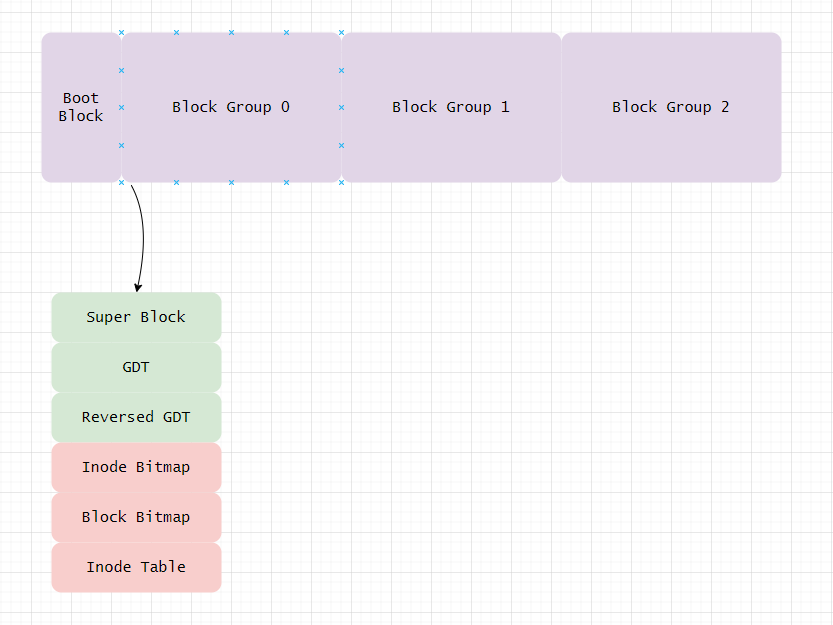 Boot
Block
Block Group 0
Block Group 1
Block Group 2
Super Block
GDT
Reversed GDT
Inode Bitmap
Block Bitmap
Inode Table